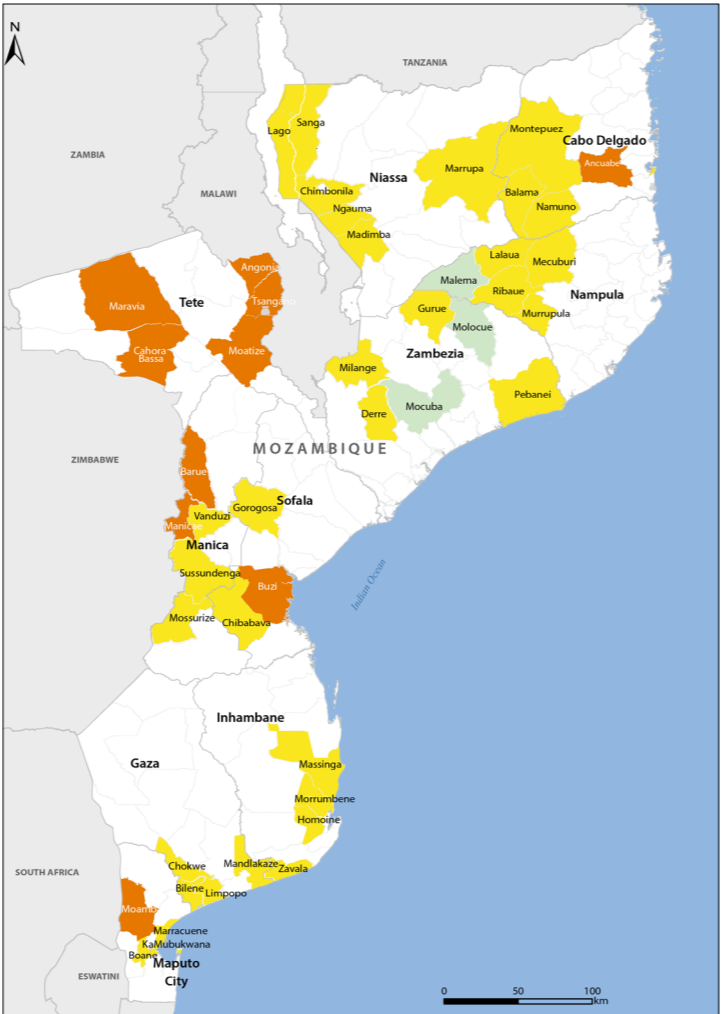 N
TANZANIA
Sanga
Lago
Montepuez
Cabo Delgado
ZAMBIA
Ancuabe
Marrupa
Niassa
MALAWI
Chimbonila
Balama
Ngauma
Namuno
Madimba
Lalaua
Mecuburi
Angonia
Malema
Ribaue
Nampula
Maravia
Tete
Tsangano
Gurue
Murrupula
Molocue
Cahora
Bassa
Moatize
Zambezia
Milange
Pebanei
Derre
Mocuba
MOZAMBIQUE
ZIMBABWE
Barue
Sofala
Gorogosa
Vanduzi
Manicae
Manica
Sussundenga
Buzi
Indian Ocean
Mossurize
Chibabava
Inhambane
Gaza
Massinga
Morrumbene
Homoine
Chokwe
Mandlakaze
Zavala
SOUTH AFRICA
Bilene
Limpopo
Moamb
Marracuene
KaMubukwana
Boane
Maputo
City
ESWATINI
0 50 100
km